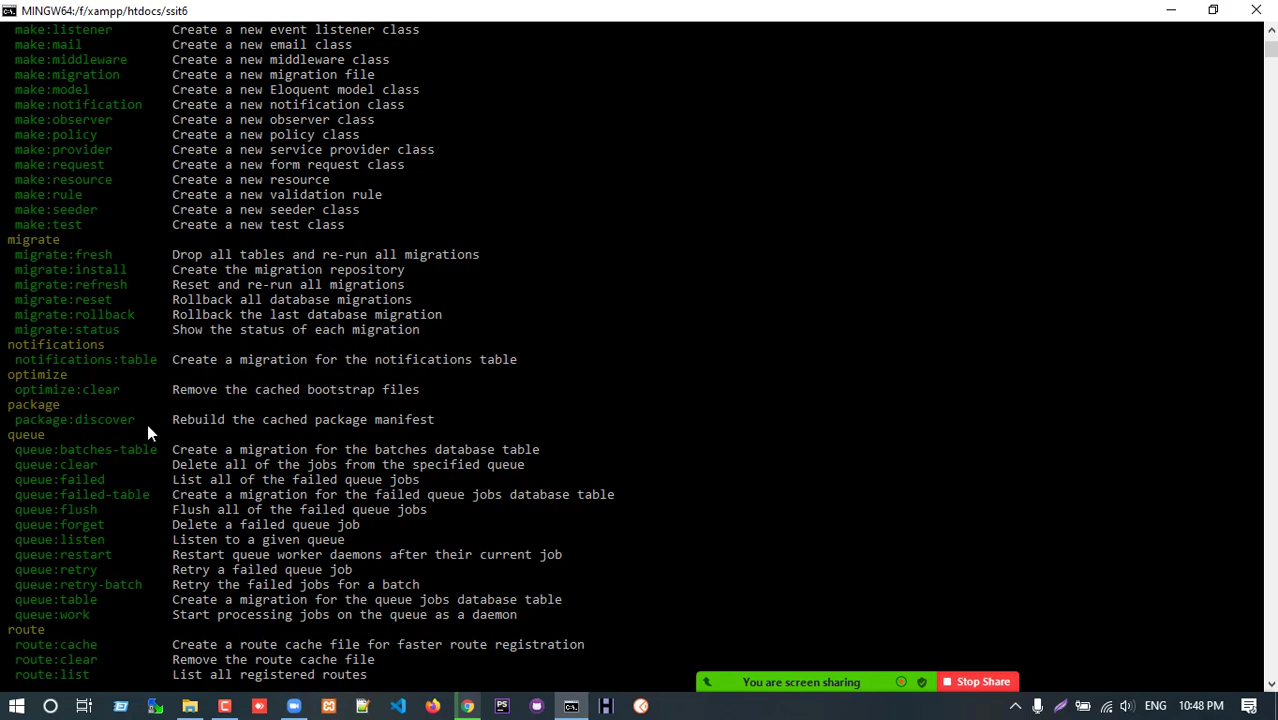 MINGW64:/f/xampp/htdocs/ssit6
make:listener Create a new event listener class
make:mail Create a new email class
make:middleware Create a new middleware class
make:migration Create a new migration file
make:model Create a new Eloquent model class
make:notification Create a new notification class
make:observer Create a new observer class
make:policy Create a new policy class
make:provider Create a new service provider class
make:request Create a new form request class
make:resource Create a new resource
make:rule Create a new validation rule
make:seeder Create a new seeder class
make:test Create a new test class
migrate
migrate:fresh Drop all tables and re-run all migrations
migrate:install Create the migration repository
migrate:refresh Reset and re-run all migrations
migrate:reset Rollback all database migrations
migrate:rollback Rollback the last database migration
migrate:status Show the status of each migration
notifications
notifications:table Create a migration for the notifications table
optimize
optimize:clear Remove the cached bootstrap files
package
package:discover Rebuild the cached package manifest
queue
queue:batches-table Create a migration for the batches database table
queue:clear Delete all of the jobs from the specified queue
queue:failed List all of the failed queue jobs
queue:failed-table Create a migration for the failed queue jobs database table
queue:flush Flush all of the failed queue jobs
queue:forget Delete a failed queue job
queue:listen Listen to a given queue
queue:restart Restart queue worker daemons after their current job
queue:retry Retry a failed queue job
queue:retry-batch Retry the failed jobs for a batch
queue:table Create a migration for the queue jobs database table
queue:work Start processing jobs on the queue as a daemon
route
route:cache Create a route cache file for faster route registration
route:clear Remove the route cache file
route:list List all registered routes
You are screen sharing Stop Share
PS
ENG 10:48 PM